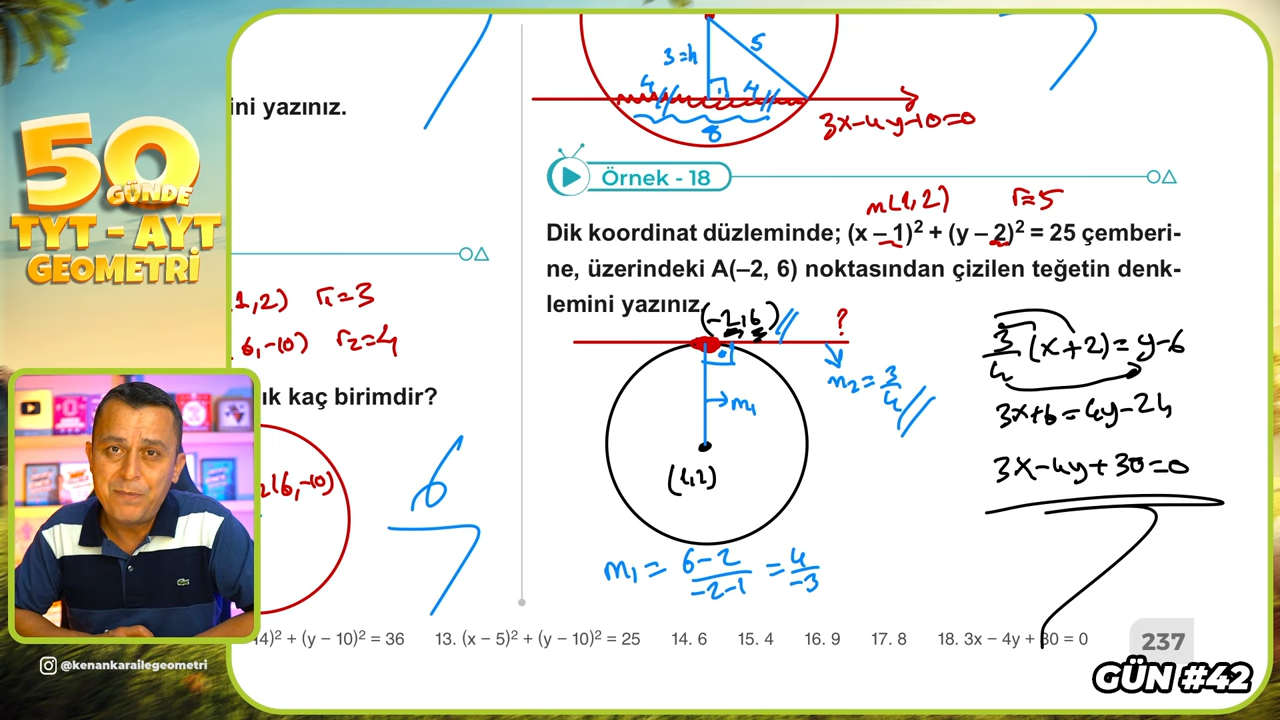 50
GÜNDE
TYT - AYT
GEOMETRİ
ini yazınız.
r₁=3
r₂=4
6,-10)
ık kaç birimdir?
(6,-10)
6
3=h
5
4
4
8
3x-4y-10=0
Örnek - 18
M(1,2) r=5
Dik koordinat düzleminde; (x – 1)² + (y – 2)² = 25 çemberi-
ne, üzerindeki A(–2, 6) noktasından çizilen teğetin denk-
lemini yazınız.
(-2,6)
?
m₂=3/4
m₁
(1,2)
m₁ = 6-2/-2-1 = 4/-3
3/4 (x+2)=y-6
3x+6=4y-24
3x-4y+30=0
14)² + (y – 10)² = 36 13. (x – 5)² + (y – 10)² = 25 14. 6 15. 4 16. 9 17. 8 18. 3x – 4y + 30 = 0
237
@kenankarailegeometri
GÜN #42